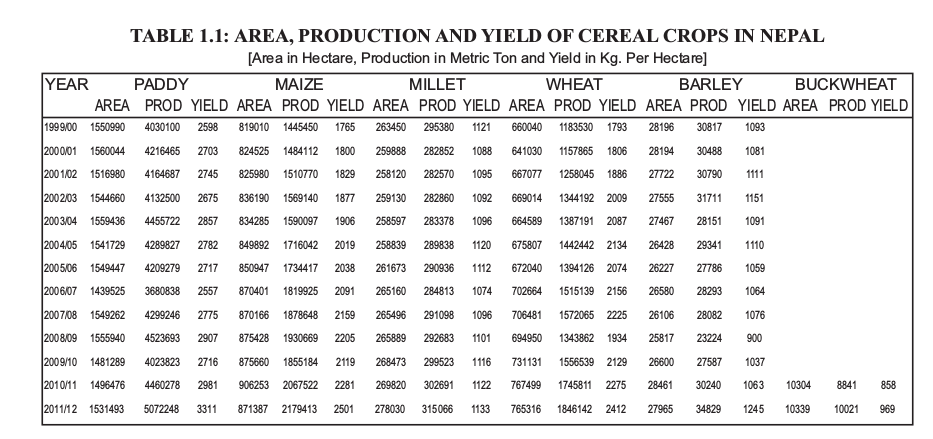 TABLE 1.1: AREA, PRODUCTION AND YIELD OF CEREAL CROPS IN NEPAL
[Area in Hectare, Production in Metric Ton and Yield in Kg. Per Hectare]
YEAR PADDY MAIZE MILLET WHEAT BARLEY BUCKWHEAT
AREA PROD YIELD AREA PROD YIELD AREA PROD YIELD AREA PROD YIELD AREA PROD YIELD AREA PROD YIELD
1999/00 1550990 4030100 2598 819010 1445450 1765 263450 295380 1121 660040 1183530 1793 28196 30817 1093
2000/01 1560044 4216465 2703 824525 1484112 1800 259888 282852 1088 641030 1157865 1806 28194 30488 1081
2001/02 1516980 4164687 2745 825980 1510770 1829 258120 282570 1095 667077 1258045 1886 27722 30790 1111
2002/03 1544660 4132500 2675 836190 1569140 1877 259130 282860 1092 669014 1344192 2009 27555 31711 1151
2003/04 1559436 4455722 2857 834285 1590097 1906 258597 283378 1096 664589 1387191 2087 27467 28151 1091
2004/05 1541729 4289827 2782 849892 1716042 2019 258839 289838 1120 675807 1442442 2134 26428 29341 1110
2005/06 1549447 4209279 2717 850947 1734417 2038 261673 290936 1112 672040 1394126 2074 26227 27786 1059
2006/07 1439525 3680838 2557 870401 1819925 2091 265160 284813 1074 702664 1515139 2156 26580 28293 1064
2007/08 1549262 4299246 2775 870166 1878648 2159 265496 291098 1096 706481 1572065 2225 26106 28082 1076
2008/09 1555940 4523693 2907 875428 1930669 2205 265889 292683 1101 694950 1343862 1934 25817 23224 900
2009/10 1481289 4023823 2716 875660 1855184 2119 268473 299523 1116 731131 1556539 2129 26600 27587 1037
2010/11 1496476 4460278 2981 906253 2067522 2281 269820 302691 1122 767499 1745811 2275 28461 30240 1063 10304 8841 858
2011/12 1531493 5072248 3311 871387 2179413 2501 278030 315066 1133 765316 1846142 2412 27965 34829 1245 10339 10021 969